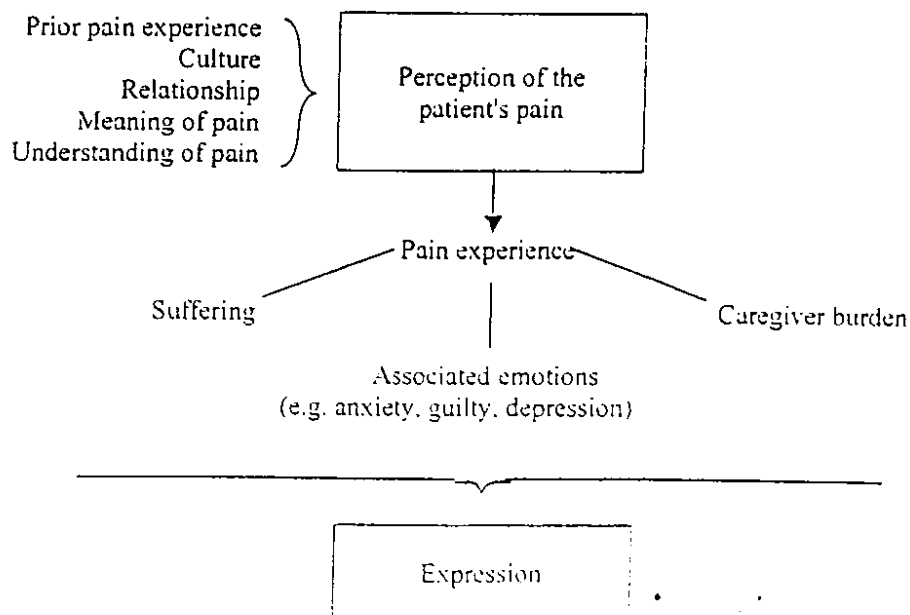 Prior pain experience
Culture
Relationship
Meaning of pain
Understanding of pain
Perception of the
patient's pain
Pain experience
Suffering
Caregiver burden
Associated emotions
(e.g. anxiety, guilty, depression)
Expression